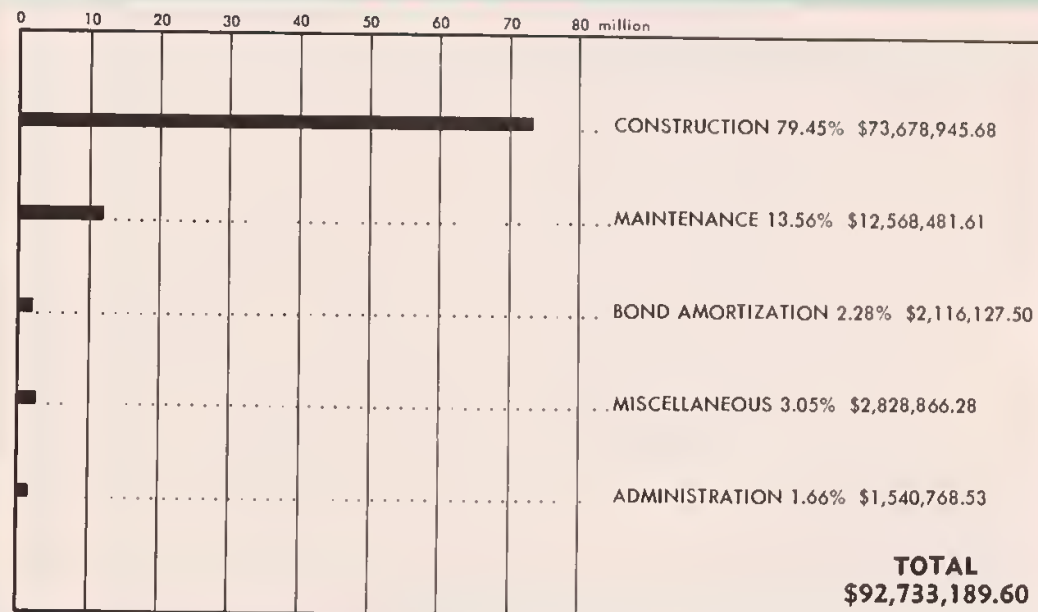 0 10 20 30 40 50 60 70 80 million
CONSTRUCTION 79.45% $73,678,945.68
MAINTENANCE 13.56% $12,568,481.61
BOND AMORTIZATION 2.28% $2,116,127.50
MISCELLANEOUS 3.05% $2,828,866.28
ADMINISTRATION 1.66% $1,540,768.53
TOTAL
$92,733,189.60